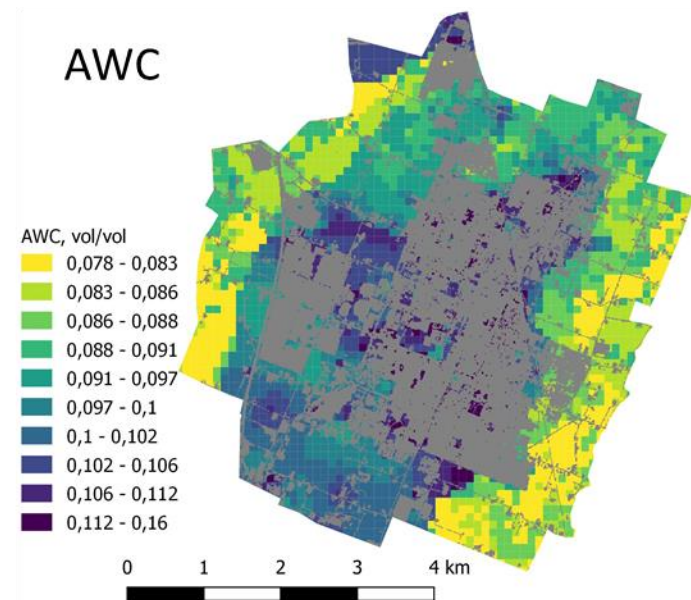 AWC
AWC, vol/vol
0,078 - 0,083
0,083 - 0,086
0,086 - 0,088
0,088 - 0,091
0,091 - 0,097
0,097 - 0,1
0,1 - 0,102
0,102 - 0,106
0,106 - 0,112
0,112 - 0,16
0 1 2 3 4 km